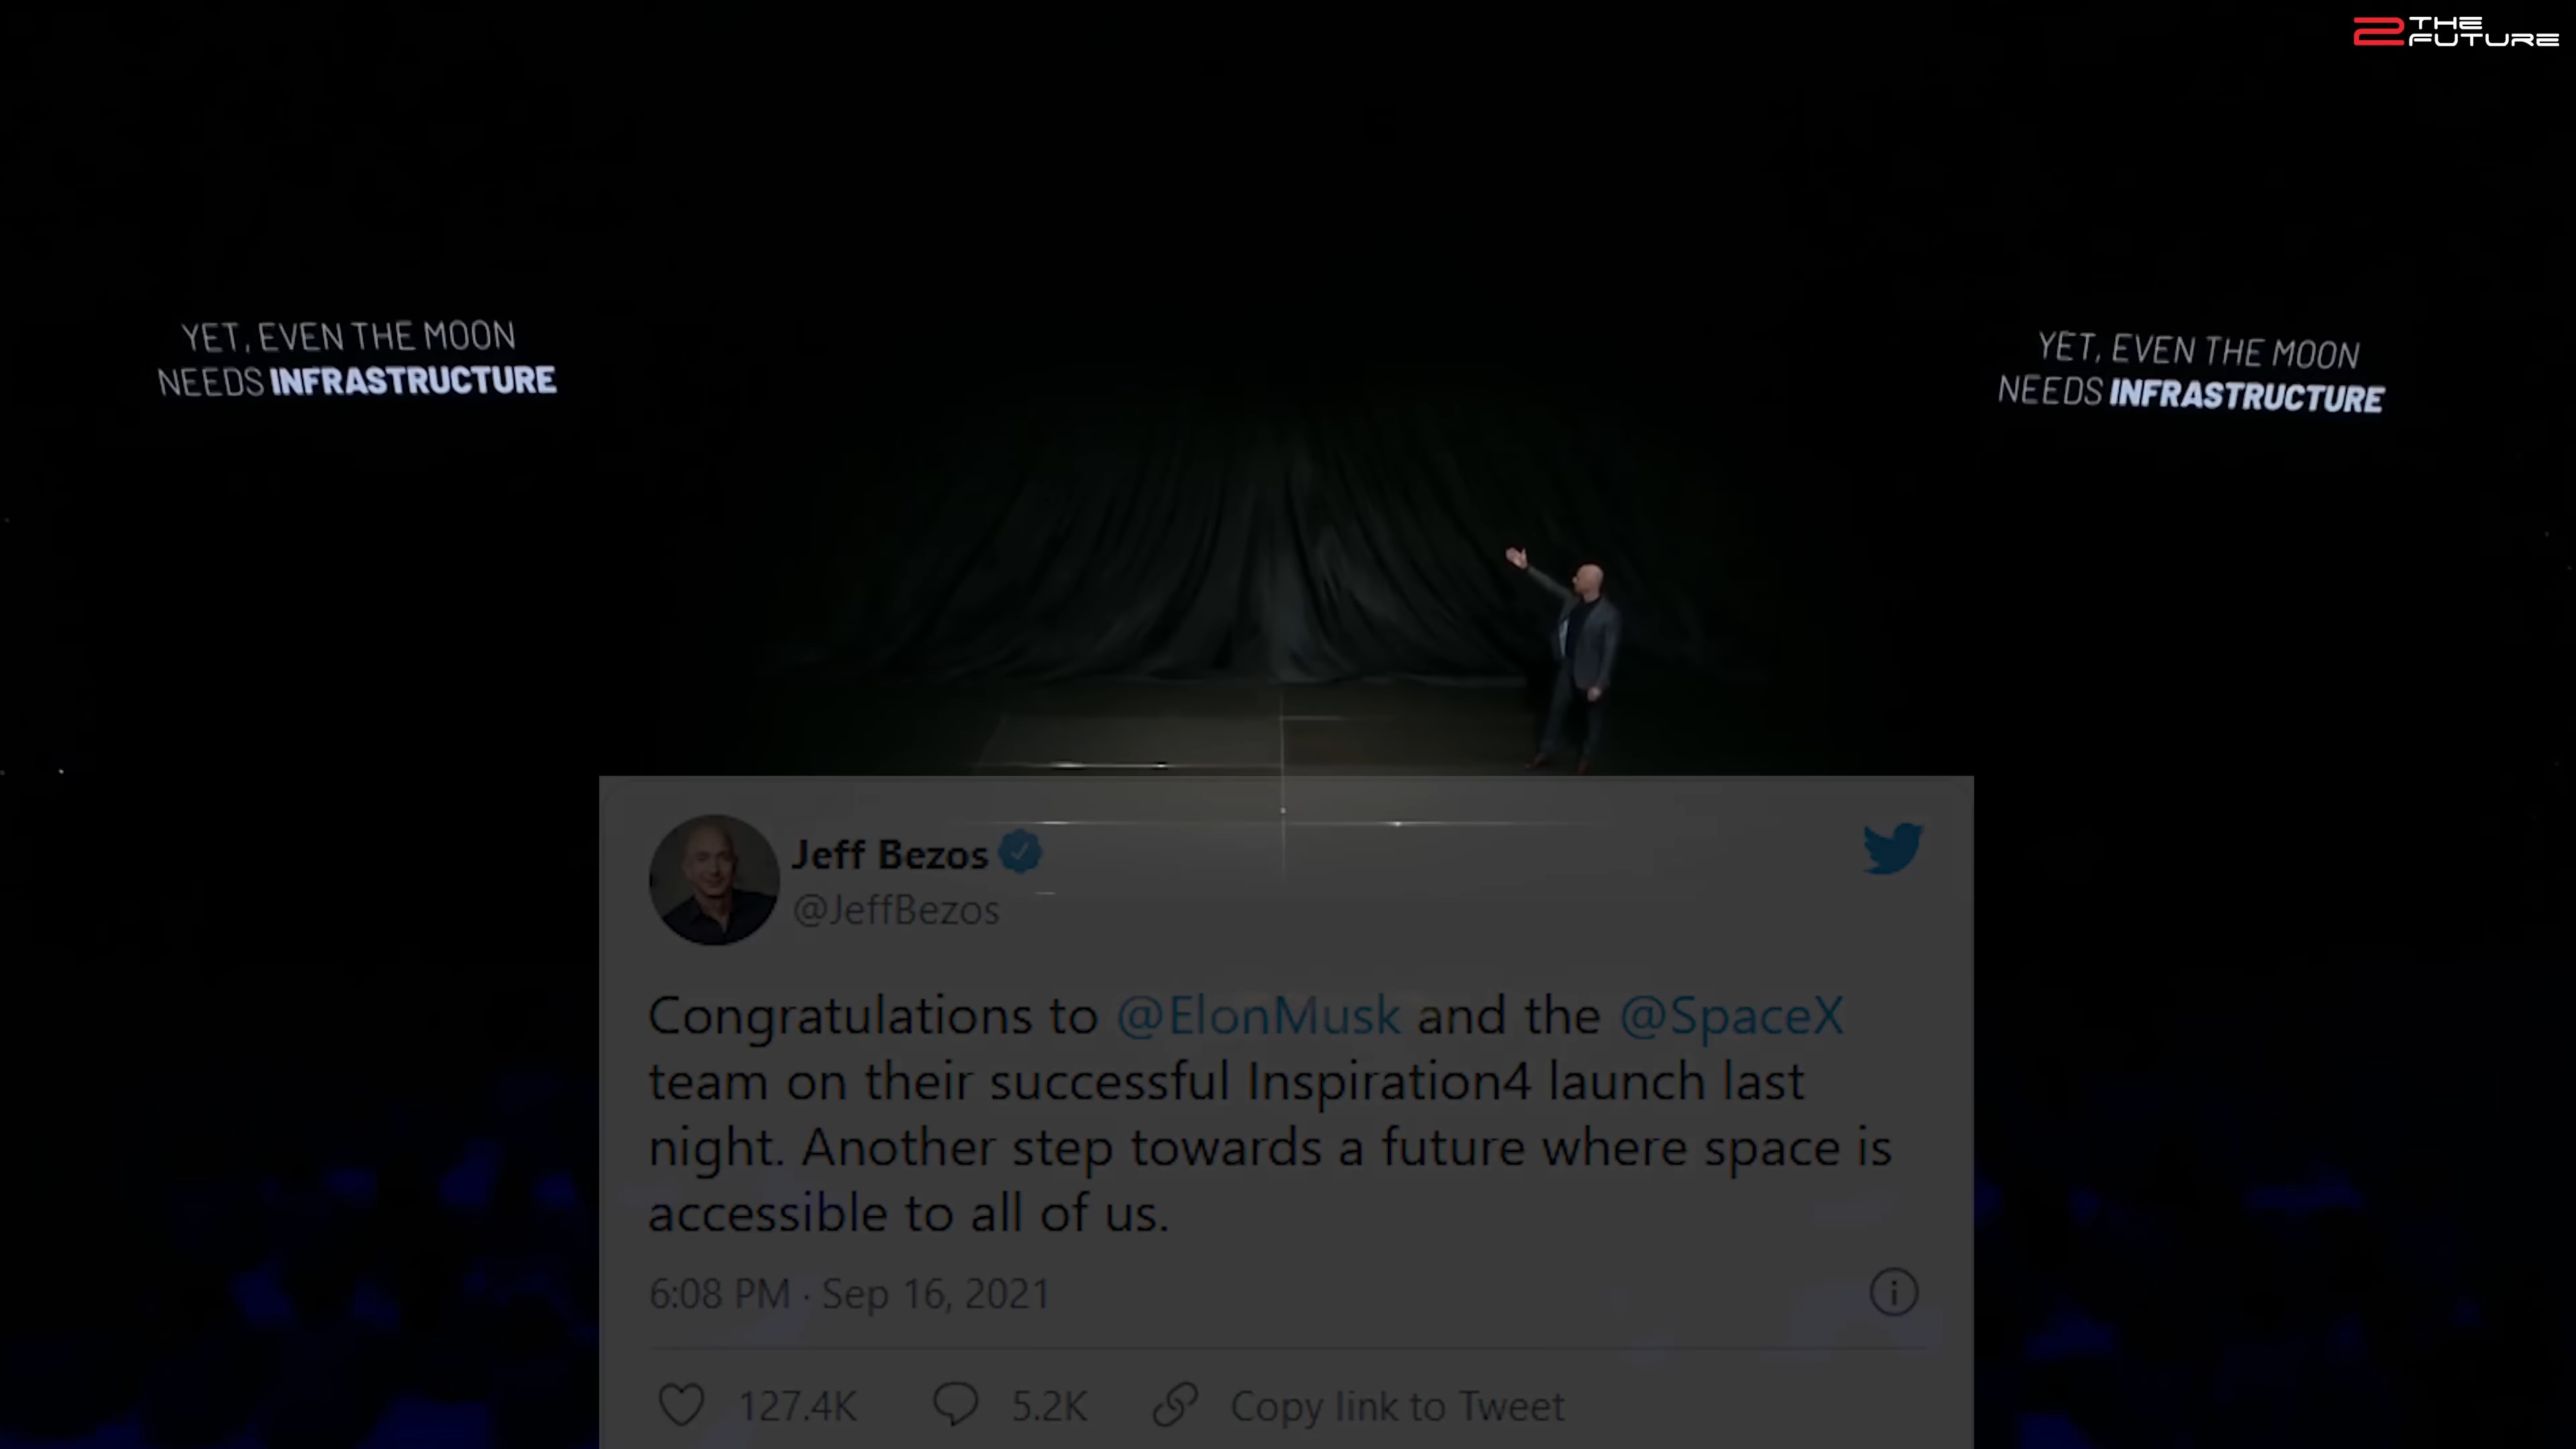 2 THE
FUTURE
YET, EVEN THE MOON
NEEDS INFRASTRUCTURE
YET, EVEN THE MOON
NEEDS INFRASTRUCTURE
Jeff Bezos
@JeffBezos
Congratulations to @ElonMusk and the @SpaceX
team on their successful Inspiration4 launch last
night. Another step towards a future where space is
accessible to all of us.
6:08 PM · Sep 16, 2021
127.4K 5.2K Copy link to Tweet